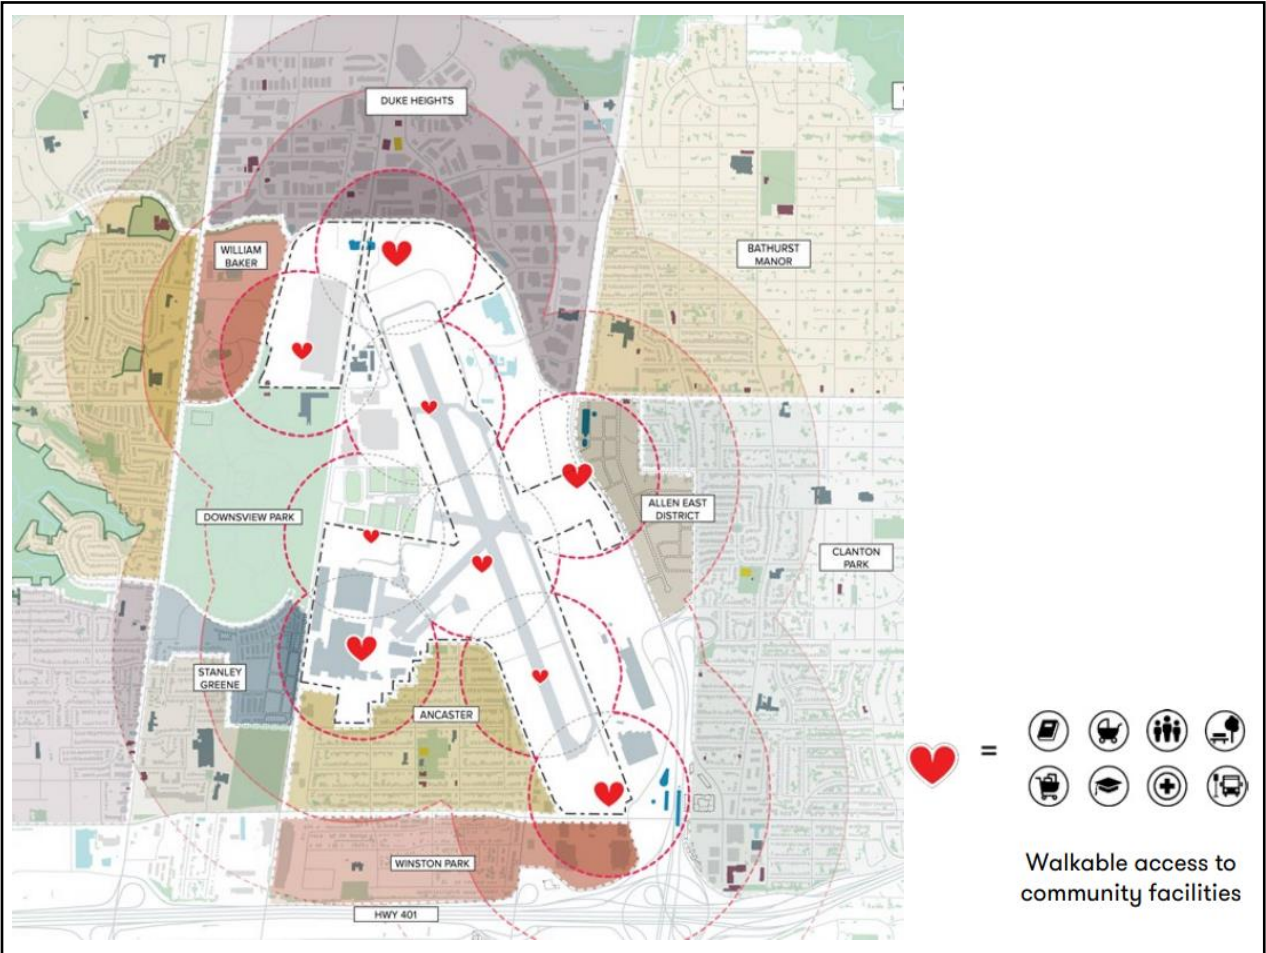 DUKE HEIGHTS
WILLIAM
BAKER
BATHURST
MANOR
DOWNSVIEW PARK
ALLEN EAST
DISTRICT
CLANTON
PARK
STANLEY
GREENE
ANCASTER
WINSTON PARK
HWY 401
=
Walkable access to
community facilities